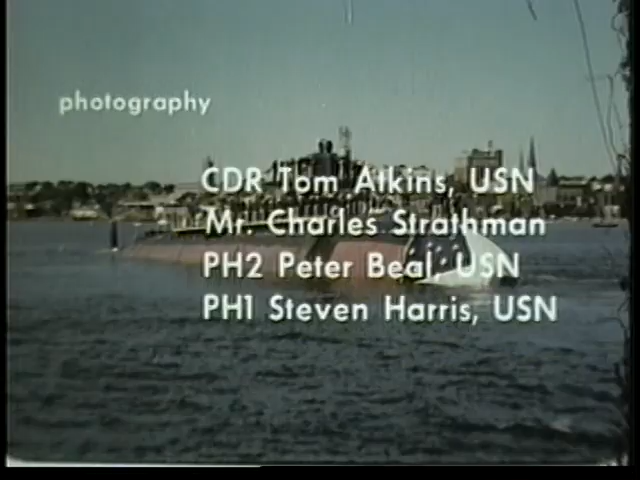 photography
CDR Tom Atkins, USN
Mr. Charles Strathman
PH2 Peter Beal, USN
PH1 Steven Harris, USN